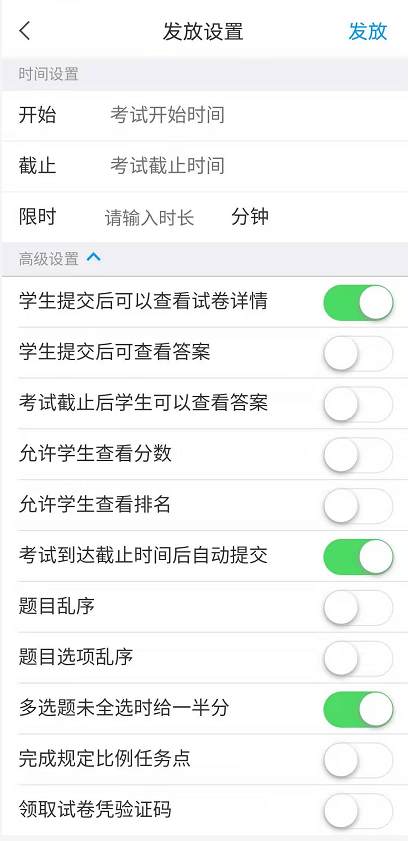 发放设置 发放
时间设置
开始 考试开始时间
截止 考试截止时间
限时 请输入时长 分钟
高级设置
学生提交后可以查看试卷详情
学生提交后可查看答案
考试截止后学生可以查看答案
允许学生查看分数
允许学生查看排名
考试到达截止时间后自动提交
题目乱序
题目选项乱序
多选题未全选时给一半分
完成规定比例任务点
领取试卷凭验证码